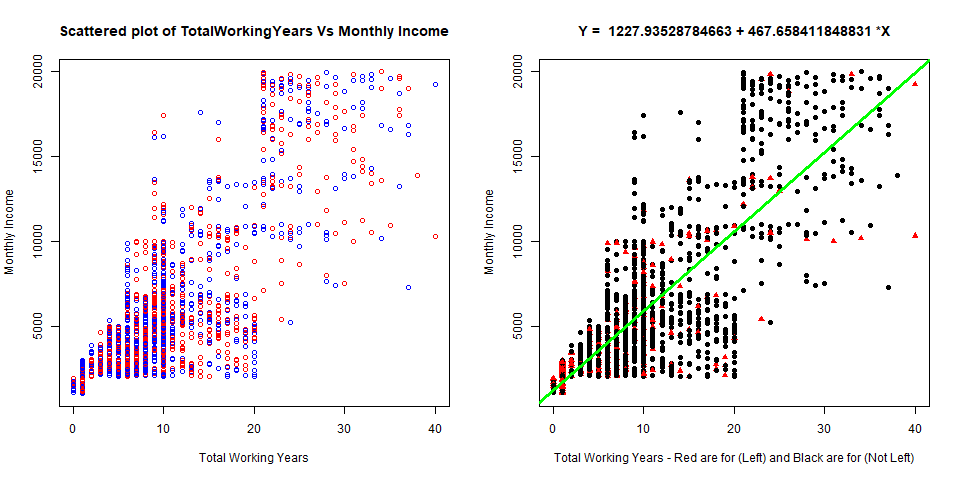 Scattered plot of TotalWorkingYears Vs Monthly Income
Monthly Income
20000
15000
10000
5000
0 10 20 30 40
Total Working Years
Y =  1227.93528784663 + 467.658411848831 *X
Monthly Income
20000
15000
10000
5000
0 10 20 30 40
Total Working Years - Red are for (Left) and Black are for (Not Left)